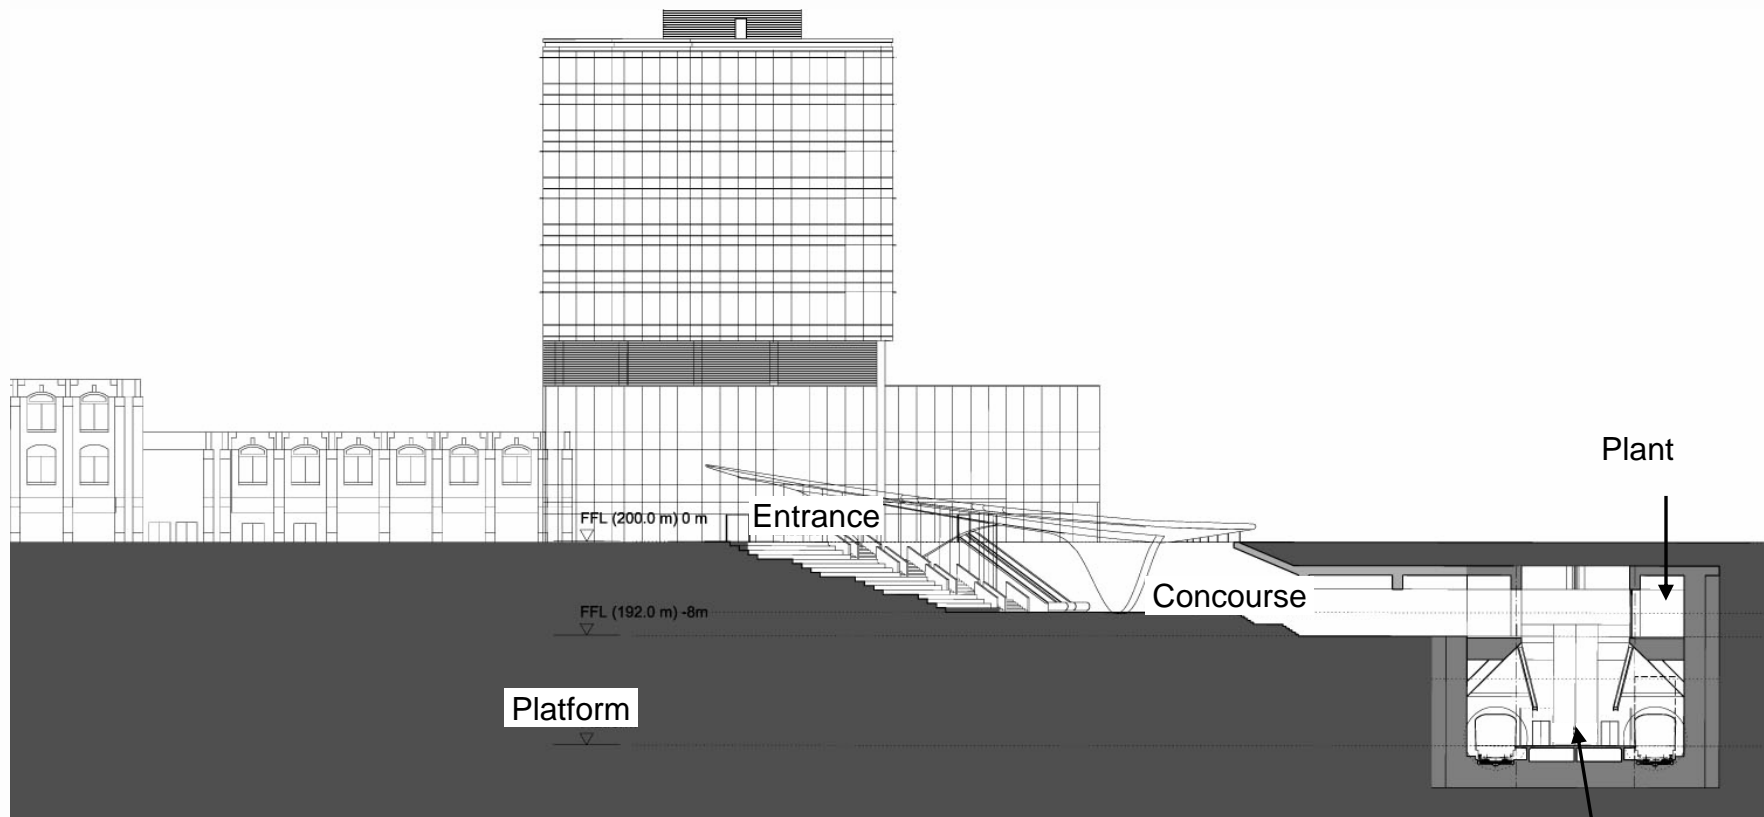 Plant
FFL (200.0 m) 0 m
Entrance
Concourse
FFL (192.0 m) -8m
Platform